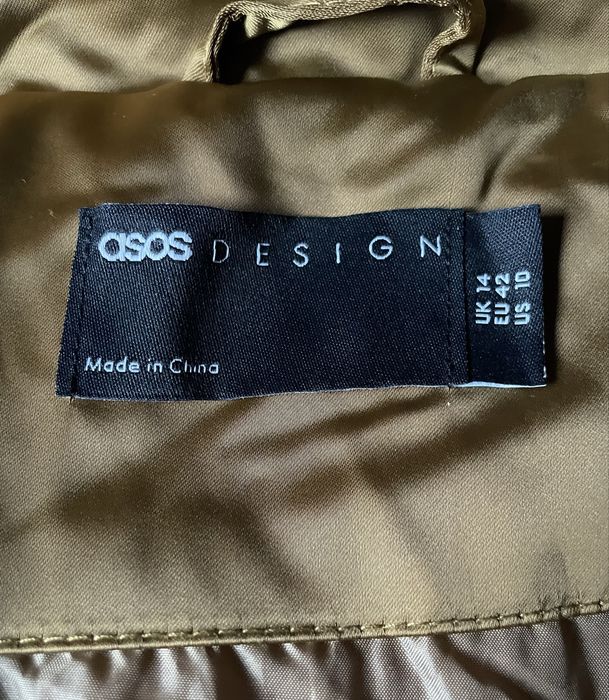 asos DESIGN
Made in China
UK 14
EU 42
US 10